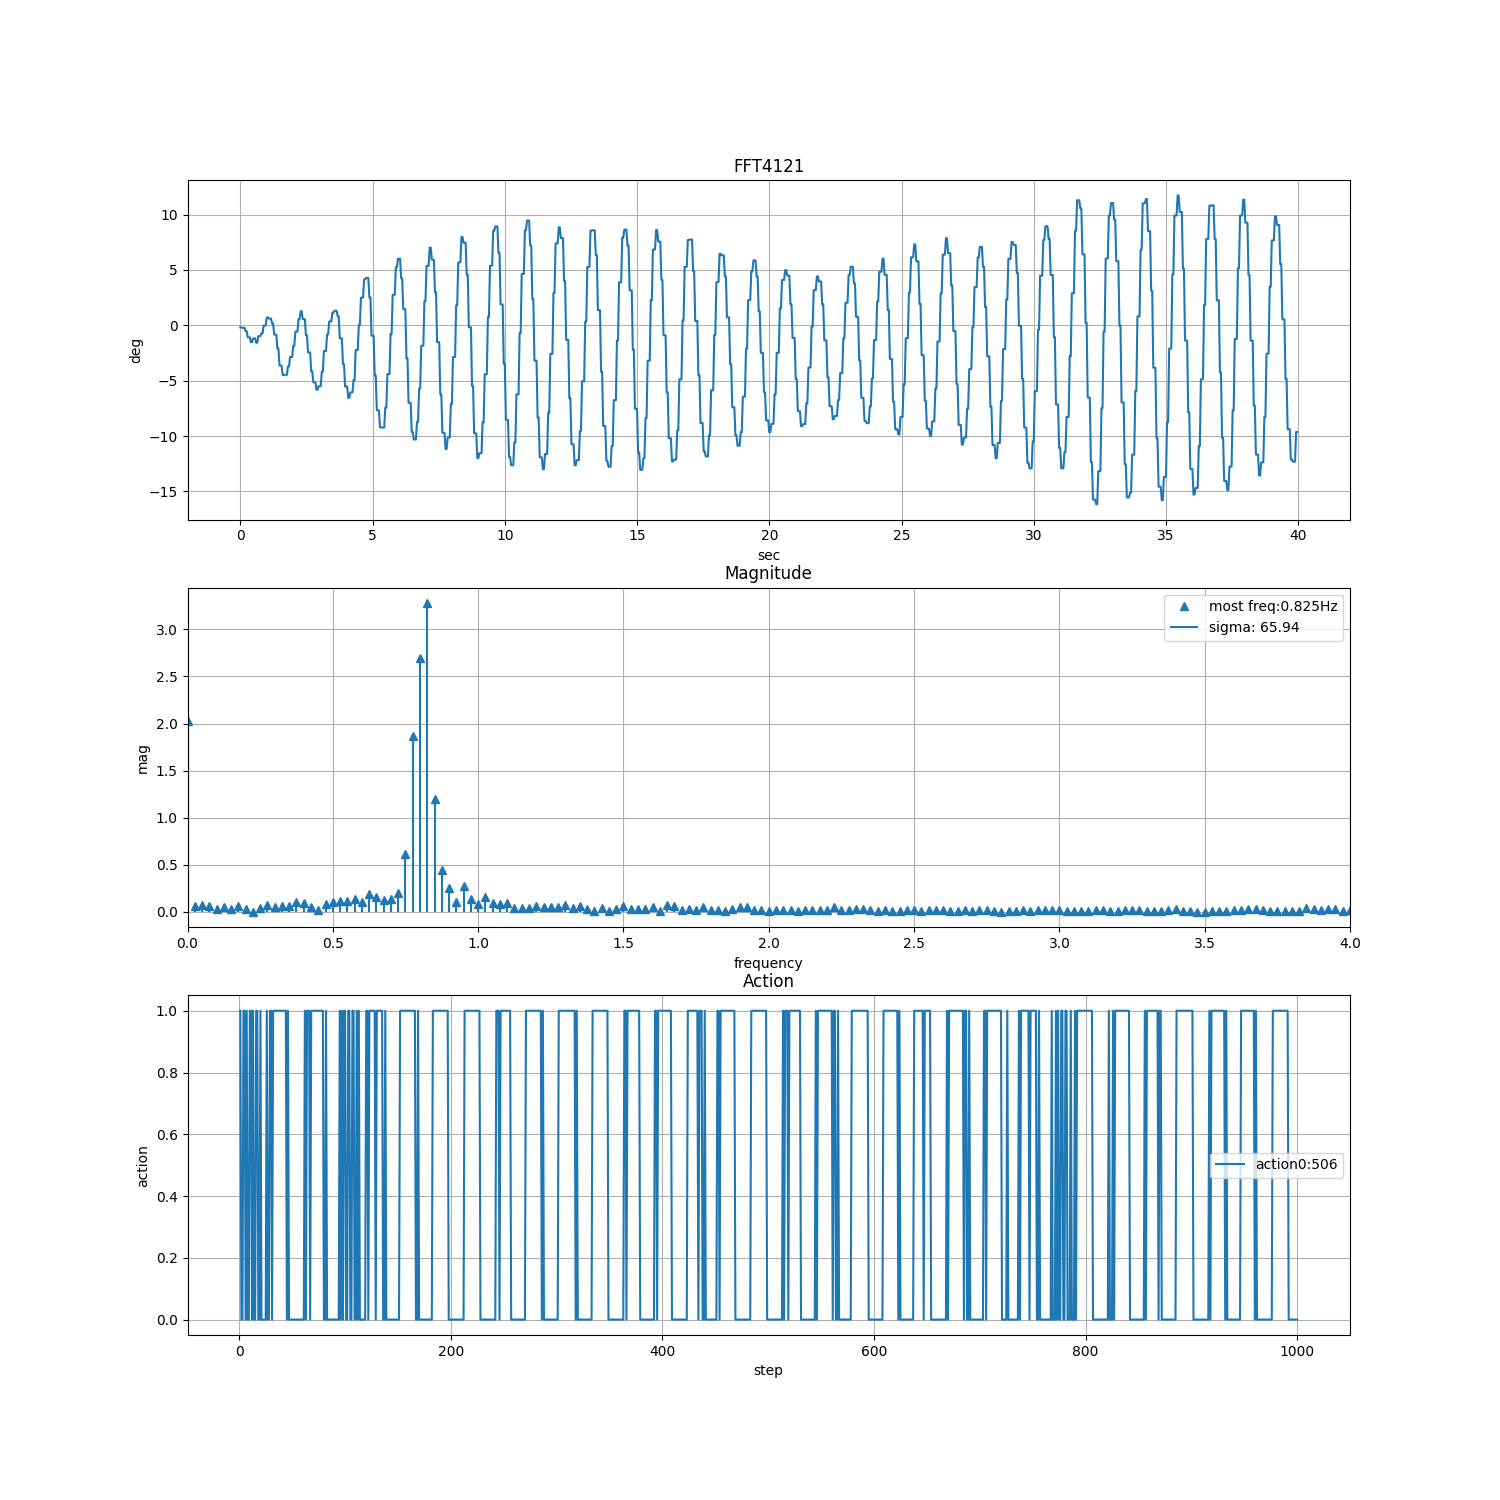 FFT4121
10
5
0
−5
−10
−15
deg
0 5 10 15 20 25 30 35 40
sec
Magnitude
most freq:0.825Hz
sigma: 65.94
3.0
2.5
2.0
1.5
1.0
0.5
0.0
mag
0.0 0.5 1.0 1.5 2.0 2.5 3.0 3.5 4.0
frequency
Action
1.0
0.8
0.6
0.4
0.2
0.0
action
action0:506
0 200 400 600 800 1000
step